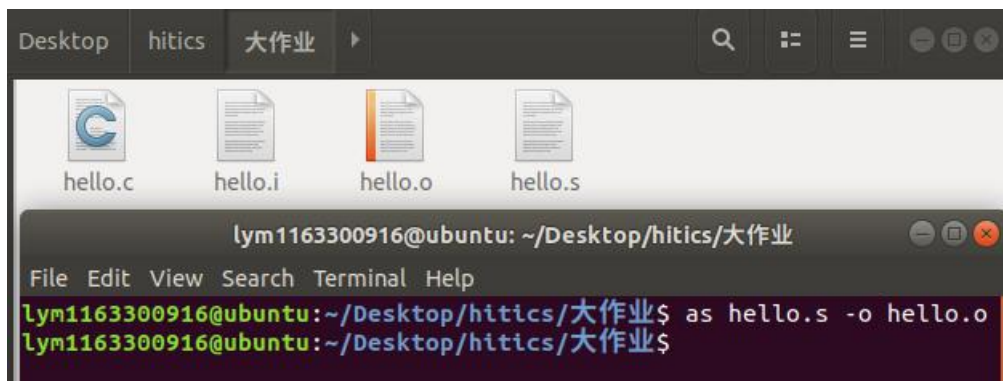 Desktop hitics 大作业
hello.c hello.i hello.o hello.s
lym1163300916@ubuntu: ~/Desktop/hitics/大作业
File Edit View Search Terminal Help
lym1163300916@ubuntu:~/Desktop/hitics/大作业$ as hello.s -o hello.o
lym1163300916@ubuntu:~/Desktop/hitics/大作业$